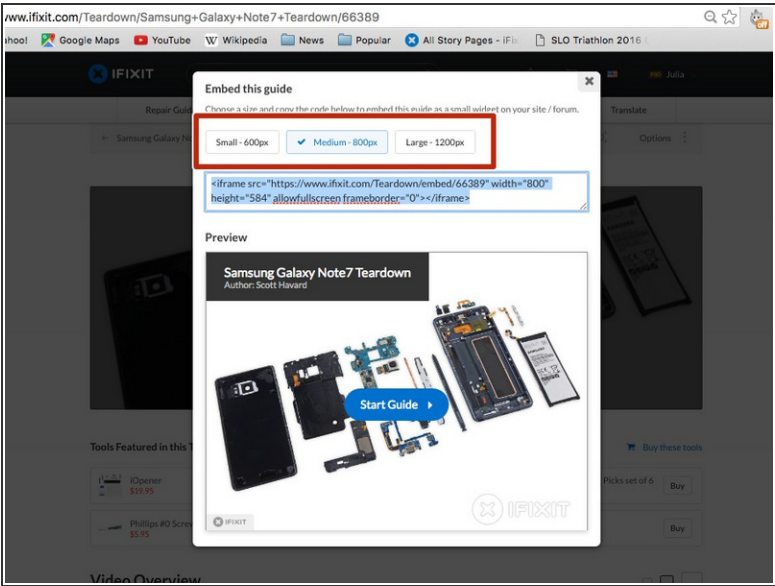 www.ifixit.com/Teardown/Samsung+Galaxy+Note7+Teardown/66389
ahoo! Google Maps YouTube Wikipedia News Popular All Story Pages - iFix SLO Triathlon 2016
IFIXIT
Julia
Embed this guide
Repair Guid
Choose a size and copy the code below to embed this guide as a small widget on your site / forum.
Translate
Samsung Galaxy No
Options
Small - 600px
Medium - 800px
Large - 1200px
<iframe src="https://www.ifixit.com/Teardown/embed/66389" width="800"
height="584" allowfullscreen frameborder="0"></iframe>
Preview
Samsung Galaxy Note7 Teardown
Author: Scott Havard
SAMSUNG
Start Guide
Tools Featured in this T
Buy these tools
iOpener
$19.95
Picks set of 6
Buy
IFIXIT
Phillips #0 Screw
$5.95
IFIXIT
Buy
Video Overview